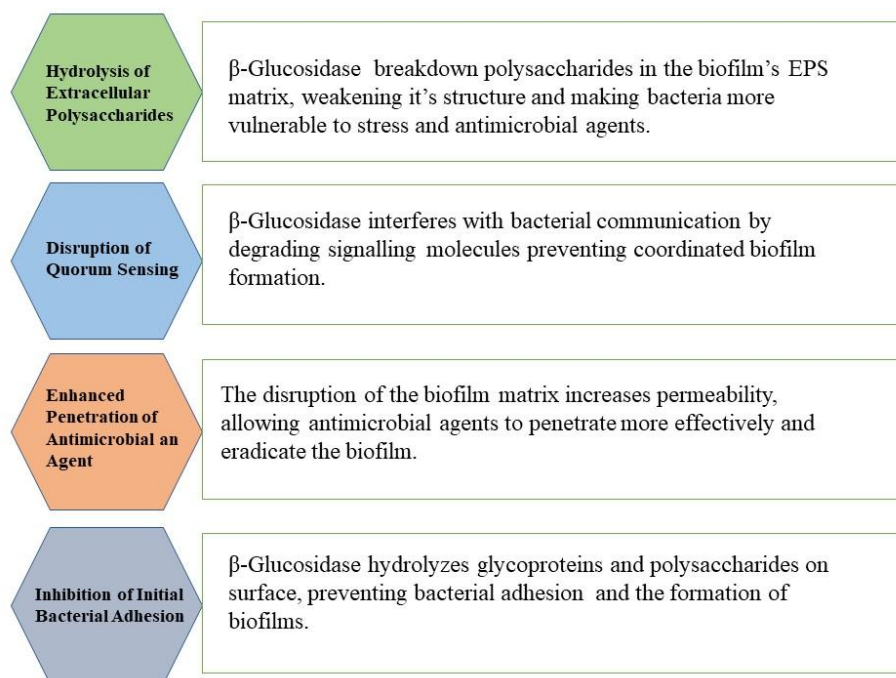 Hydrolysis of
Extracellular
Polysaccharides
β-Glucosidase breakdown polysaccharides in the biofilm's EPS
matrix, weakening it's structure and making bacteria more
vulnerable to stress and antimicrobial agents.
Disruption of
Quorum Sensing
β-Glucosidase interferes with bacterial communication by
degrading signalling molecules preventing coordinated biofilm
formation.
Enhanced
Penetration of
Antimicrobial an
Agent
The disruption of the biofilm matrix increases permeability,
allowing antimicrobial agents to penetrate more effectively and
eradicate the biofilm.
Inhibition of Initial
Bacterial Adhesion
β-Glucosidase hydrolyzes glycoproteins and polysaccharides on
surface, preventing bacterial adhesion and the formation of
biofilms.